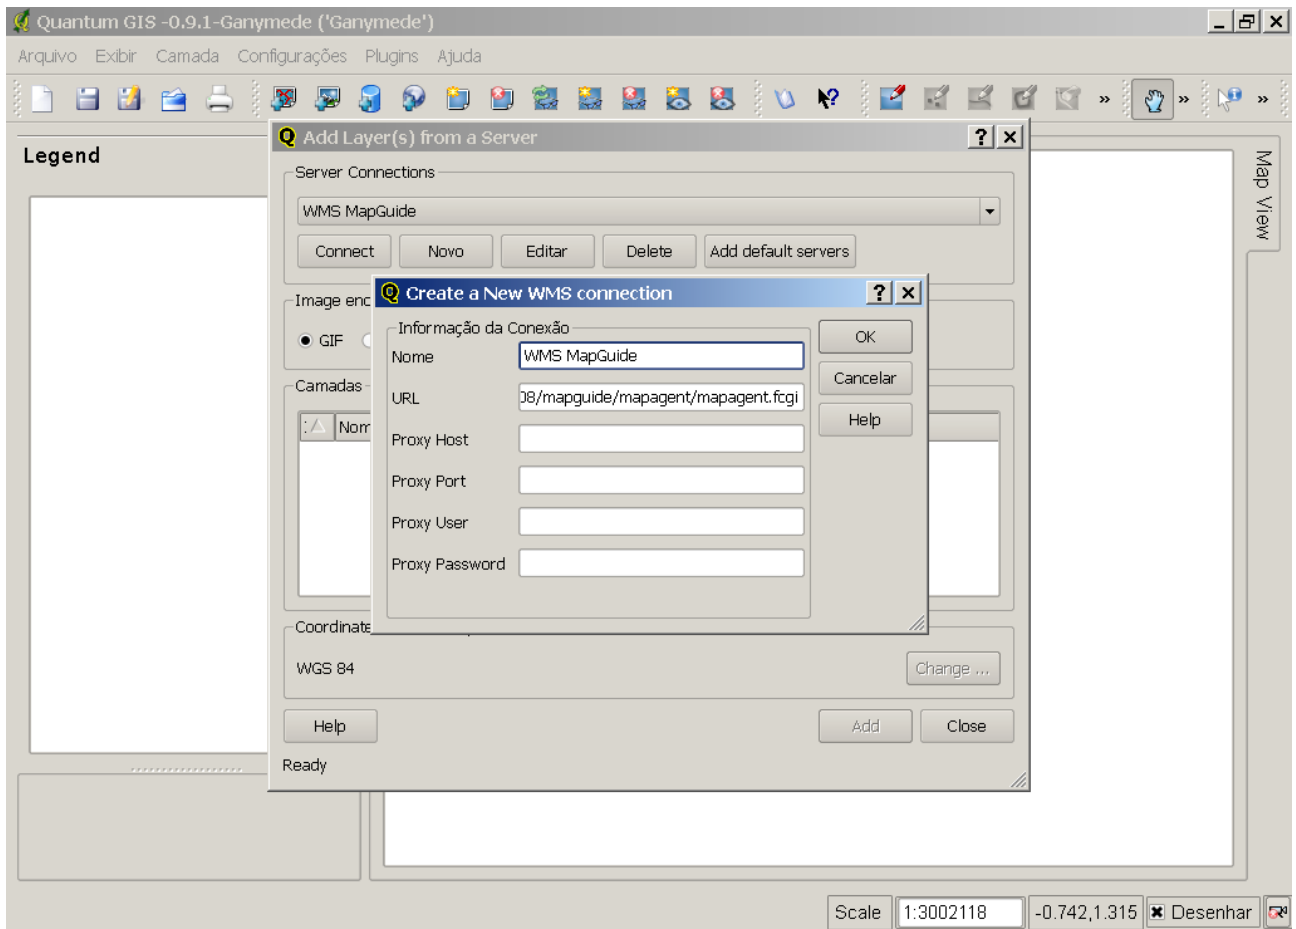 Quantum GIS -0.9.1-Ganymede ('Ganymede')
Arquivo Exibir Camada Configurações Plugins Ajuda
Legend
Map View
Add Layer(s) from a Server
Server Connections
WMS MapGuide
Connect Novo Editar Delete Add default servers
Image enc
GIF
Camadas
Nom
Create a New WMS connection
Informação da Conexão
Nome WMS MapGuide
URL 08/mapguide/mapagent/mapagent.fcgi
Proxy Host
Proxy Port
Proxy User
Proxy Password
OK
Cancelar
Help
Coordinate
WGS 84 Change ...
Help Add Close
Ready
Scale 1:3002118 -0.742,1.315 Desenhar